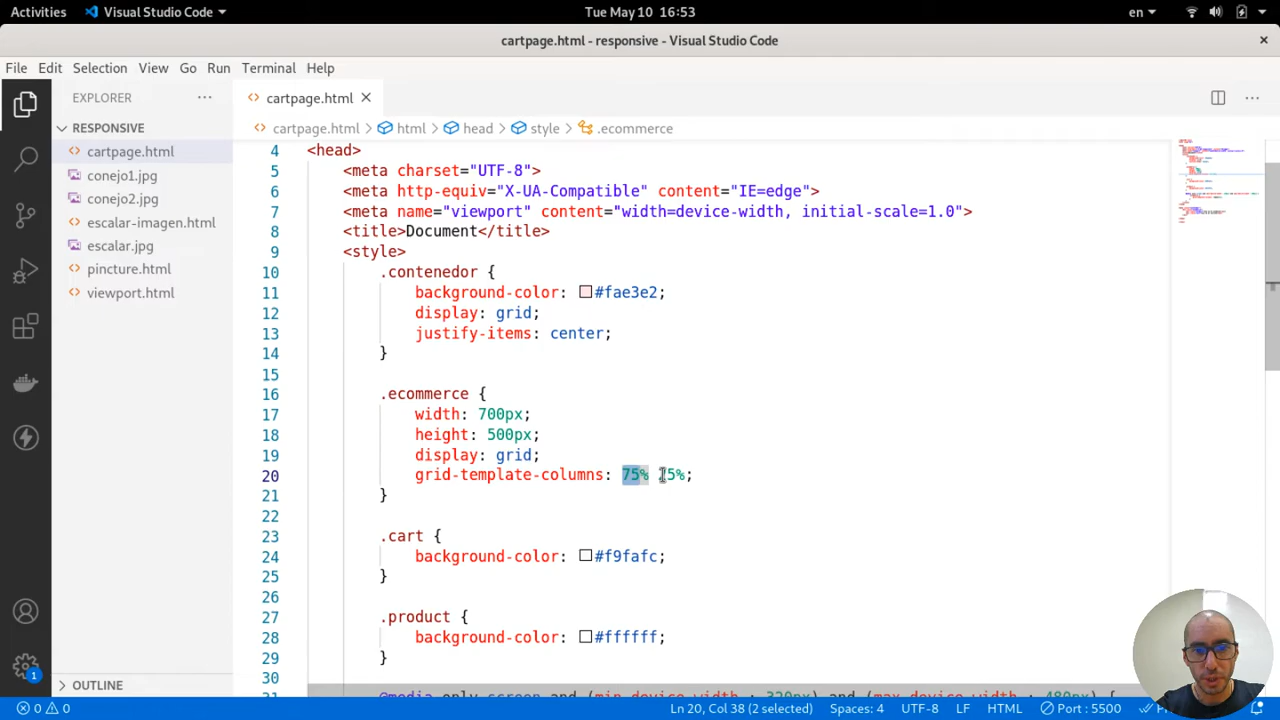 Activities Visual Studio Code Tue May 10 16:53 en
cartpage.html - responsive - Visual Studio Code
File Edit Selection View Go Run Terminal Help
EXPLORER
cartpage.html
RESPONSIVE
cartpage.html > html > head > style > .ecommerce
cartpage.html
conejo1.jpg
conejo2.jpg
escalar-imagen.html
escalar.jpg
pincture.html
viewport.html
4 <head>
5 <meta charset="UTF-8">
6 <meta http-equiv="X-UA-Compatible" content="IE=edge">
7 <meta name="viewport" content="width=device-width, initial-scale=1.0">
8 <title>Document</title>
9 <style>
10 .contenedor {
11 background-color: #fae3e2;
12 display: grid;
13 justify-items: center;
14 }
15
16 .ecommerce {
17 width: 700px;
18 height: 500px;
19 display: grid;
20 grid-template-columns: 75% 25%;
21 }
22
23 .cart {
24 background-color: #f9fafc;
25 }
26
27 .product {
28 background-color: #ffffff;
29 }
30
31 @media only screen and (min-device-width : 320px) and (max-device-width : 480px) {
OUTLINE
1
0 0 Ln 20, Col 38 (2 selected) Spaces: 4 UTF-8 LF HTML Port : 5500